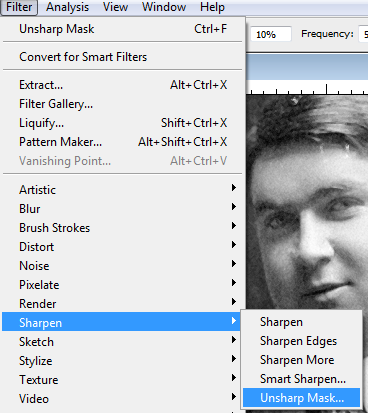 Filter Analysis View Window Help
Unsharp Mask Ctrl+F
10% Frequency: 5
Convert for Smart Filters
Extract... Alt+Ctrl+X
Filter Gallery...
Liquify... Shift+Ctrl+X
Pattern Maker... Alt+Shift+Ctrl+X
Vanishing Point... Alt+Ctrl+V
Artistic
Blur
Brush Strokes
Distort
Noise
Pixelate
Render
Sharpen
Sketch
Stylize
Texture
Video
Sharpen
Sharpen Edges
Sharpen More
Smart Sharpen...
Unsharp Mask...